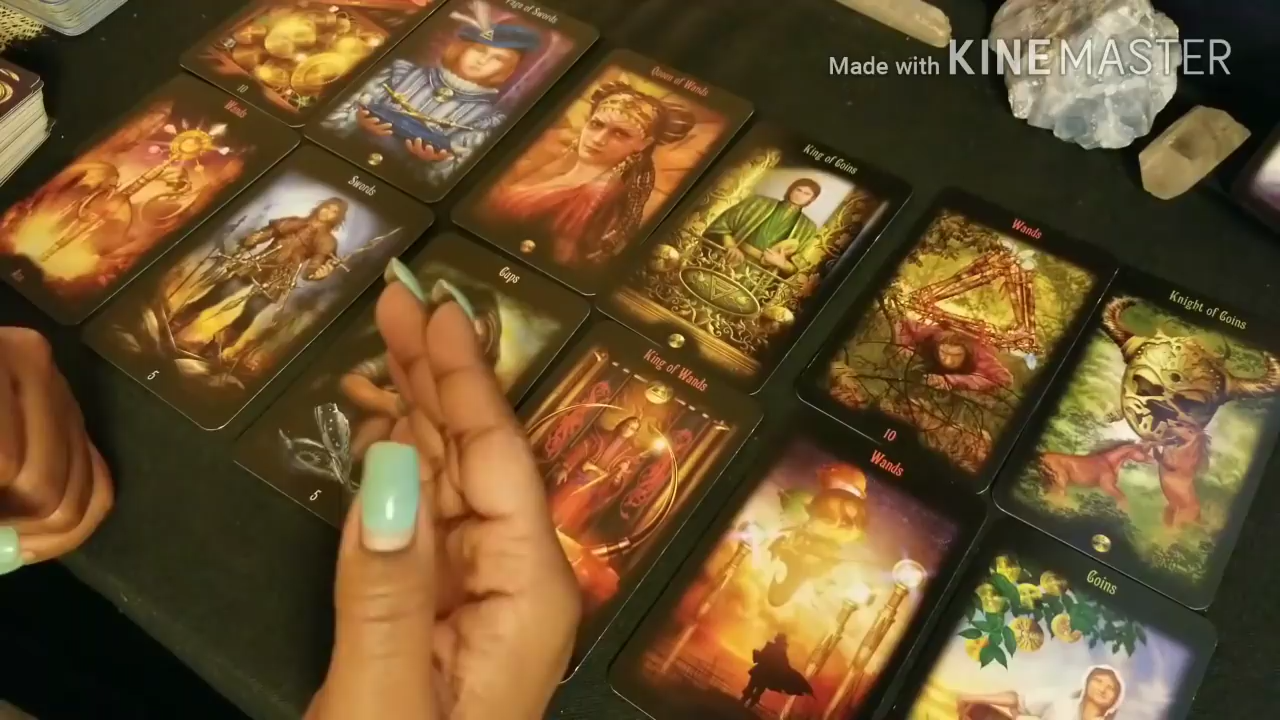 Made with KINEMASTER
10
Page of Swords
Queen of Wands
King of Coins
Wands
Knight of Coins
Wands
Swords
5
Cups
5
King of Wands
10
Wands
Coins